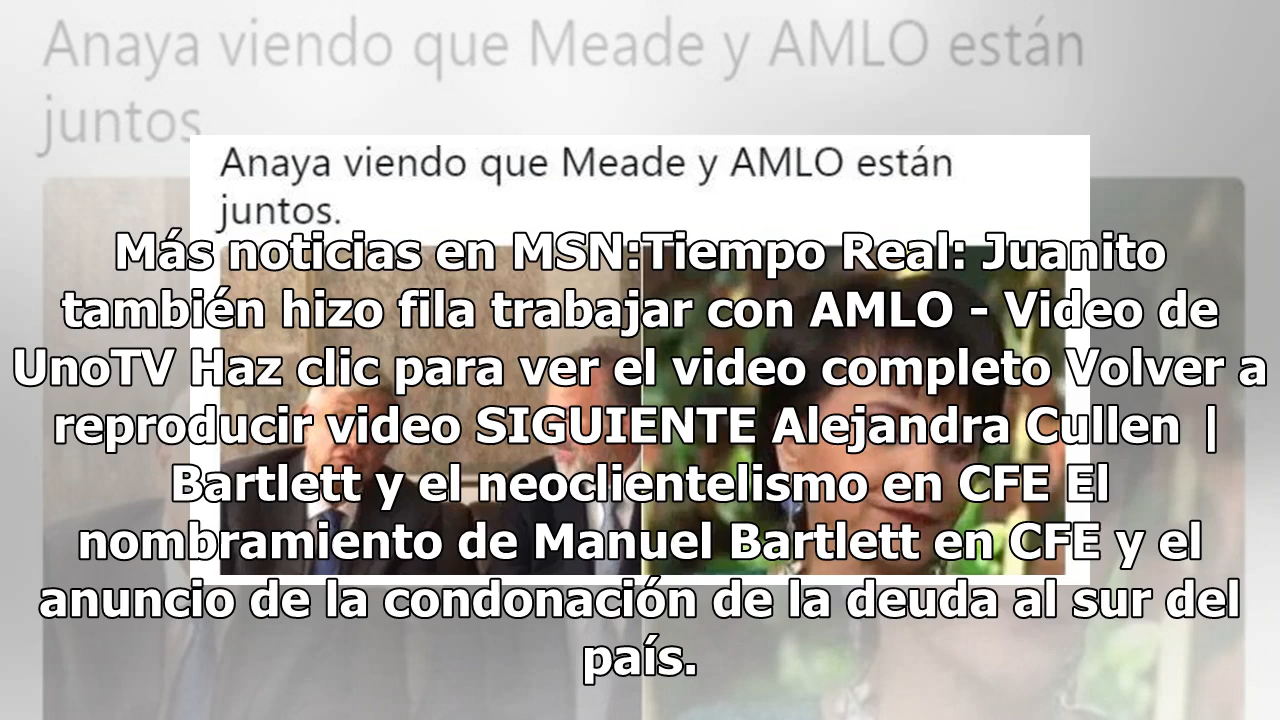 Anaya viendo que Meade y AMLO están
juntos.
Anaya viendo que Meade y AMLO están
juntos.
Más noticias en MSN:Tiempo Real: Juanito
también hizo fila trabajar con AMLO - Video de
UnoTV Haz clic para ver el video completo Volver a
reproducir video SIGUIENTE Alejandra Cullen |
Bartlett y el neoclientelismo en CFE El
nombramiento de Manuel Bartlett en CFE y el
anuncio de la condonación de la deuda al sur del
país.